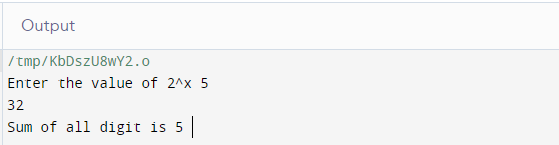 Output
/tmp/KbDszU8wY2.o
Enter the value of 2^x 5
32
Sum of all digit is 5